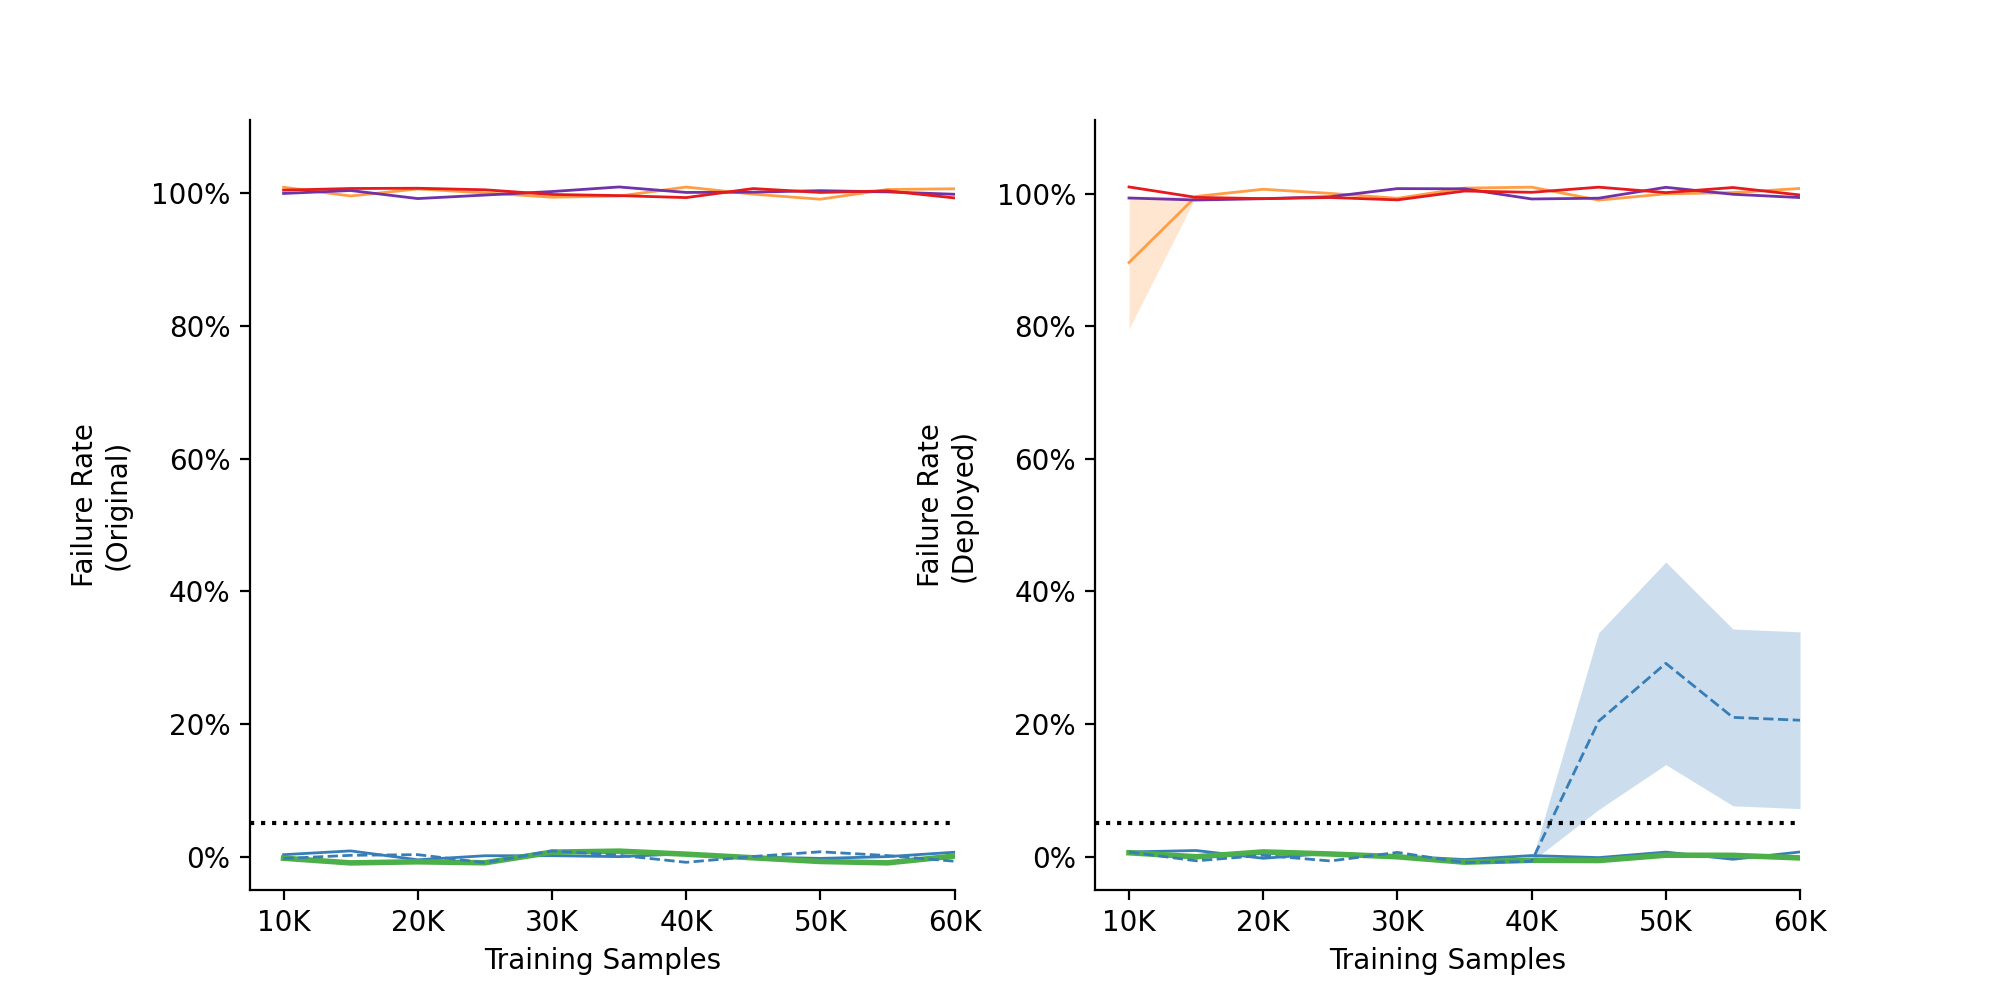 Failure Rate
(Original)
100%
80%
60%
40%
20%
0%
10K 20K 30K 40K 50K 60K
Training Samples
Failure Rate
(Deployed)
100%
80%
60%
40%
20%
0%
10K 20K 30K 40K 50K 60K
Training Samples